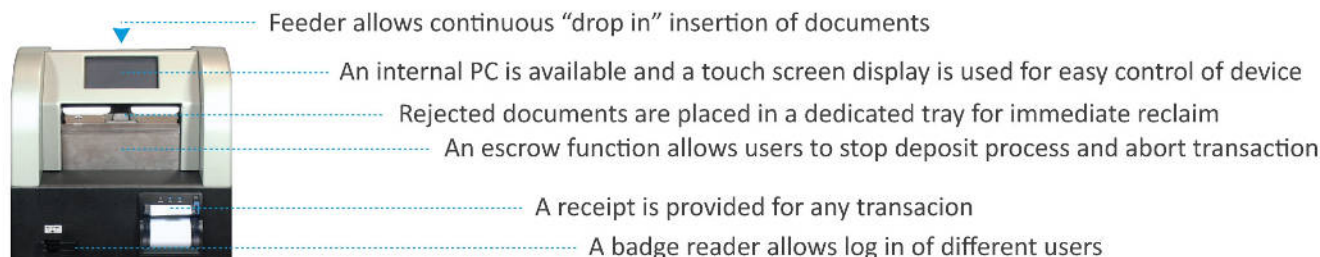 Feeder allows continuous “drop in” insertion of documents
An internal PC is available and a touch screen display is used for easy control of device
Rejected documents are placed in a dedicated tray for immediate reclaim
An escrow function allows users to stop deposit process and abort transaction
A receipt is provided for any transacion
A badge reader allows log in of different users